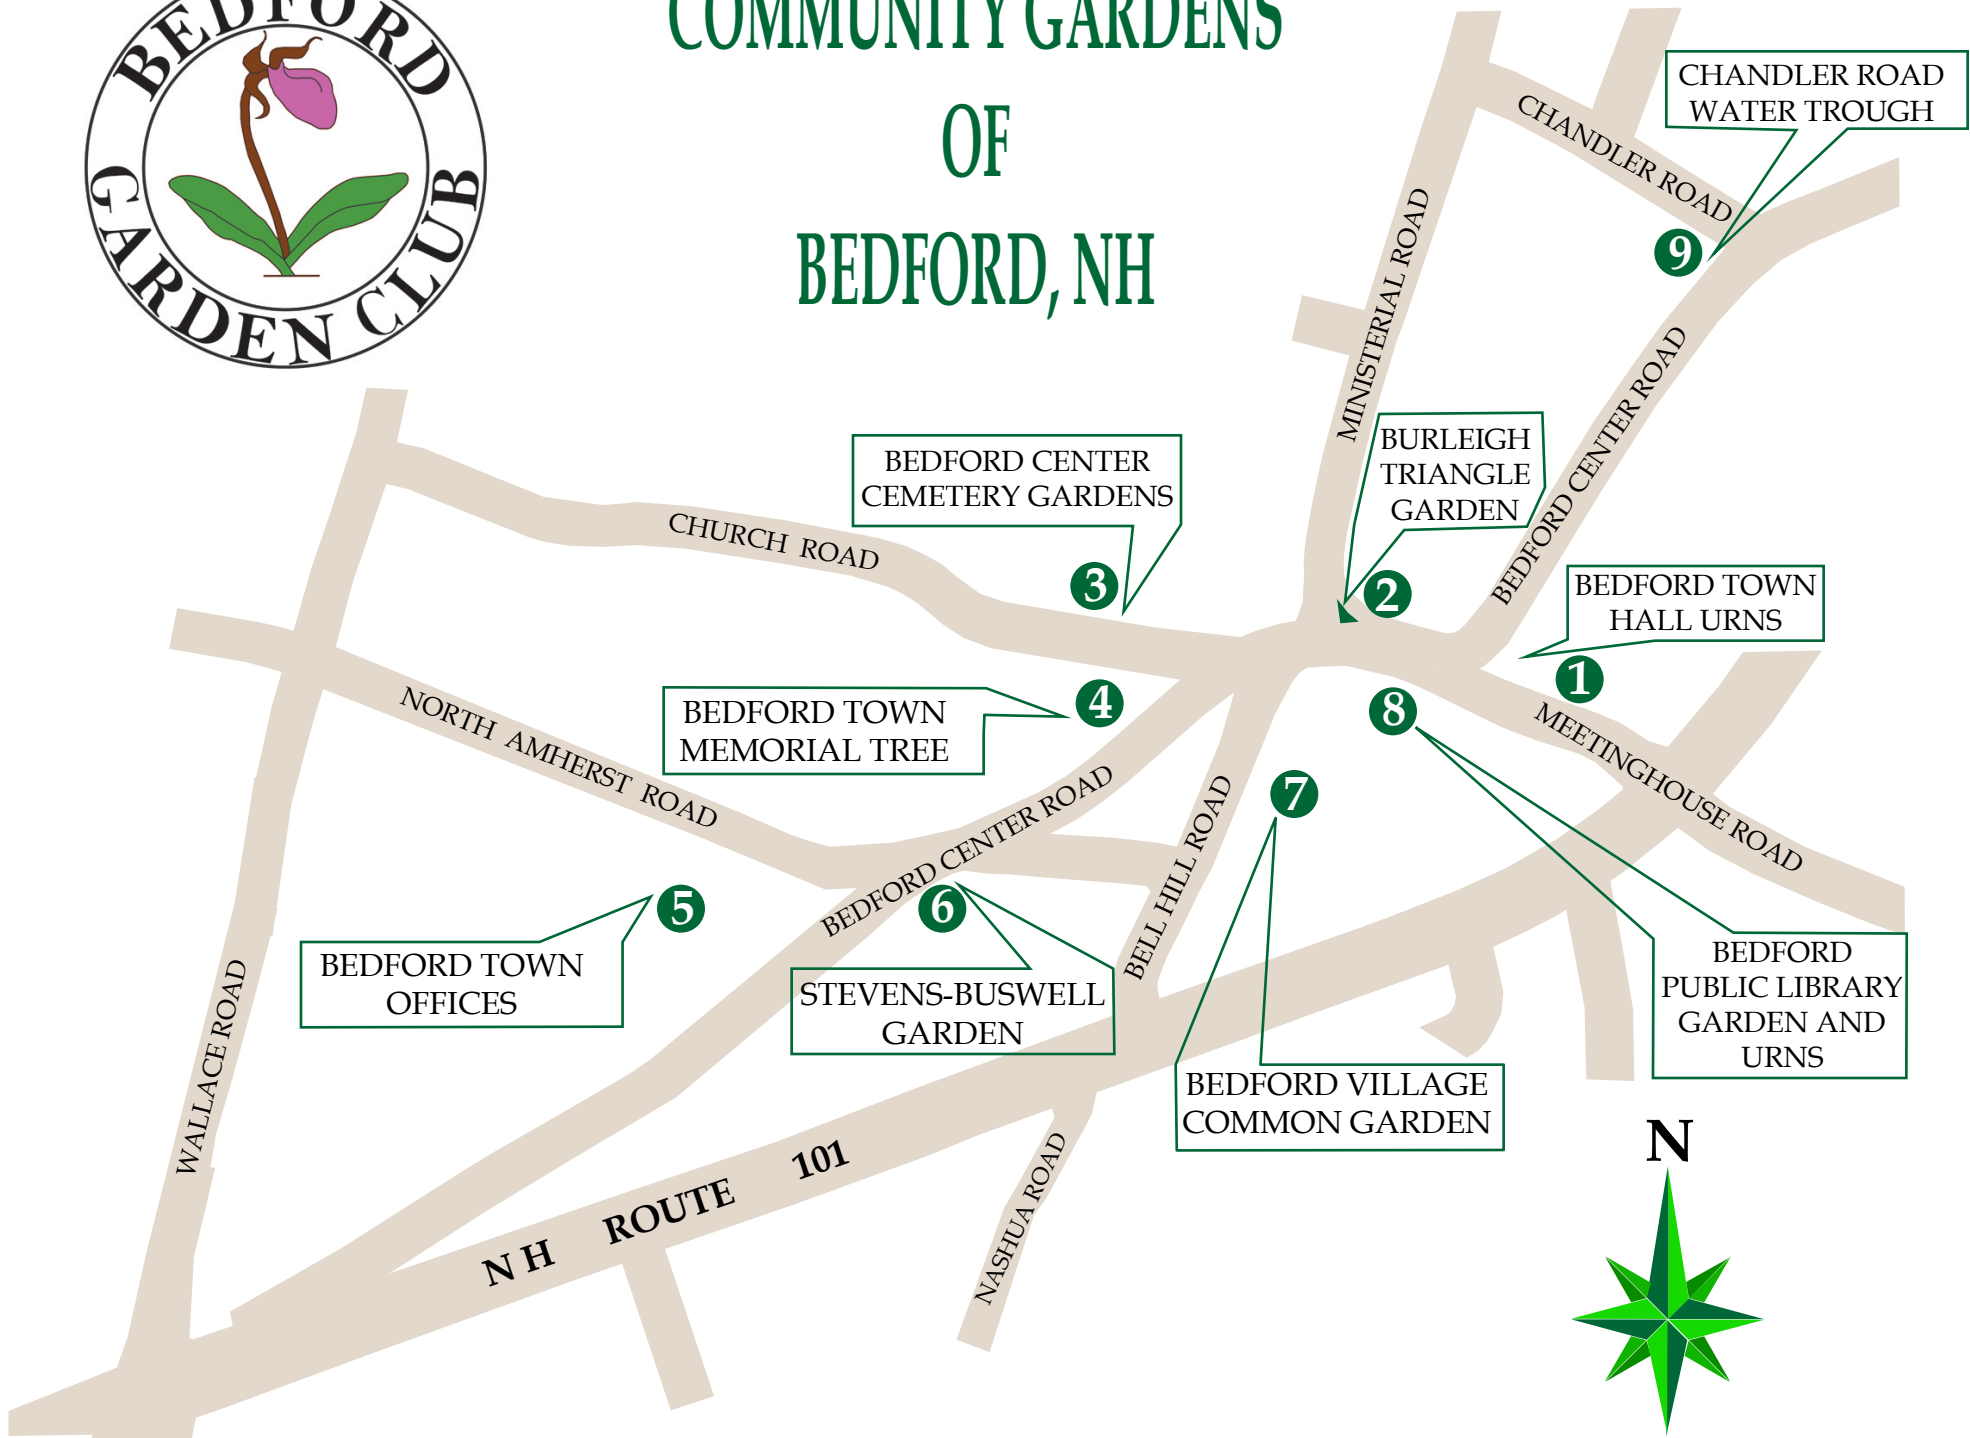 BEDFORD
GARDEN CLUB
COMMUNITY GARDENS
OF
BEDFORD, NH
CHANDLER ROAD
WATER TROUGH
CHANDLER ROAD
9
MINISTERIAL ROAD
BEDFORD CENTER ROAD
BURLEIGH
TRIANGLE
GARDEN
2
BEDFORD CENTER
CEMETERY GARDENS
3
CHURCH ROAD
BEDFORD TOWN
HALL URNS
1
MEETINGHOUSE ROAD
BEDFORD TOWN
MEMORIAL TREE
4
8
NORTH AMHERST ROAD
BEDFORD CENTER ROAD
BELL HILL ROAD
7
5
6
BEDFORD TOWN
OFFICES
STEVENS-BUSWELL
GARDEN
BEDFORD
PUBLIC LIBRARY
GARDEN AND
URNS
BEDFORD VILLAGE
COMMON GARDEN
WALLACE ROAD
NH ROUTE 101
NASHUA ROAD
N